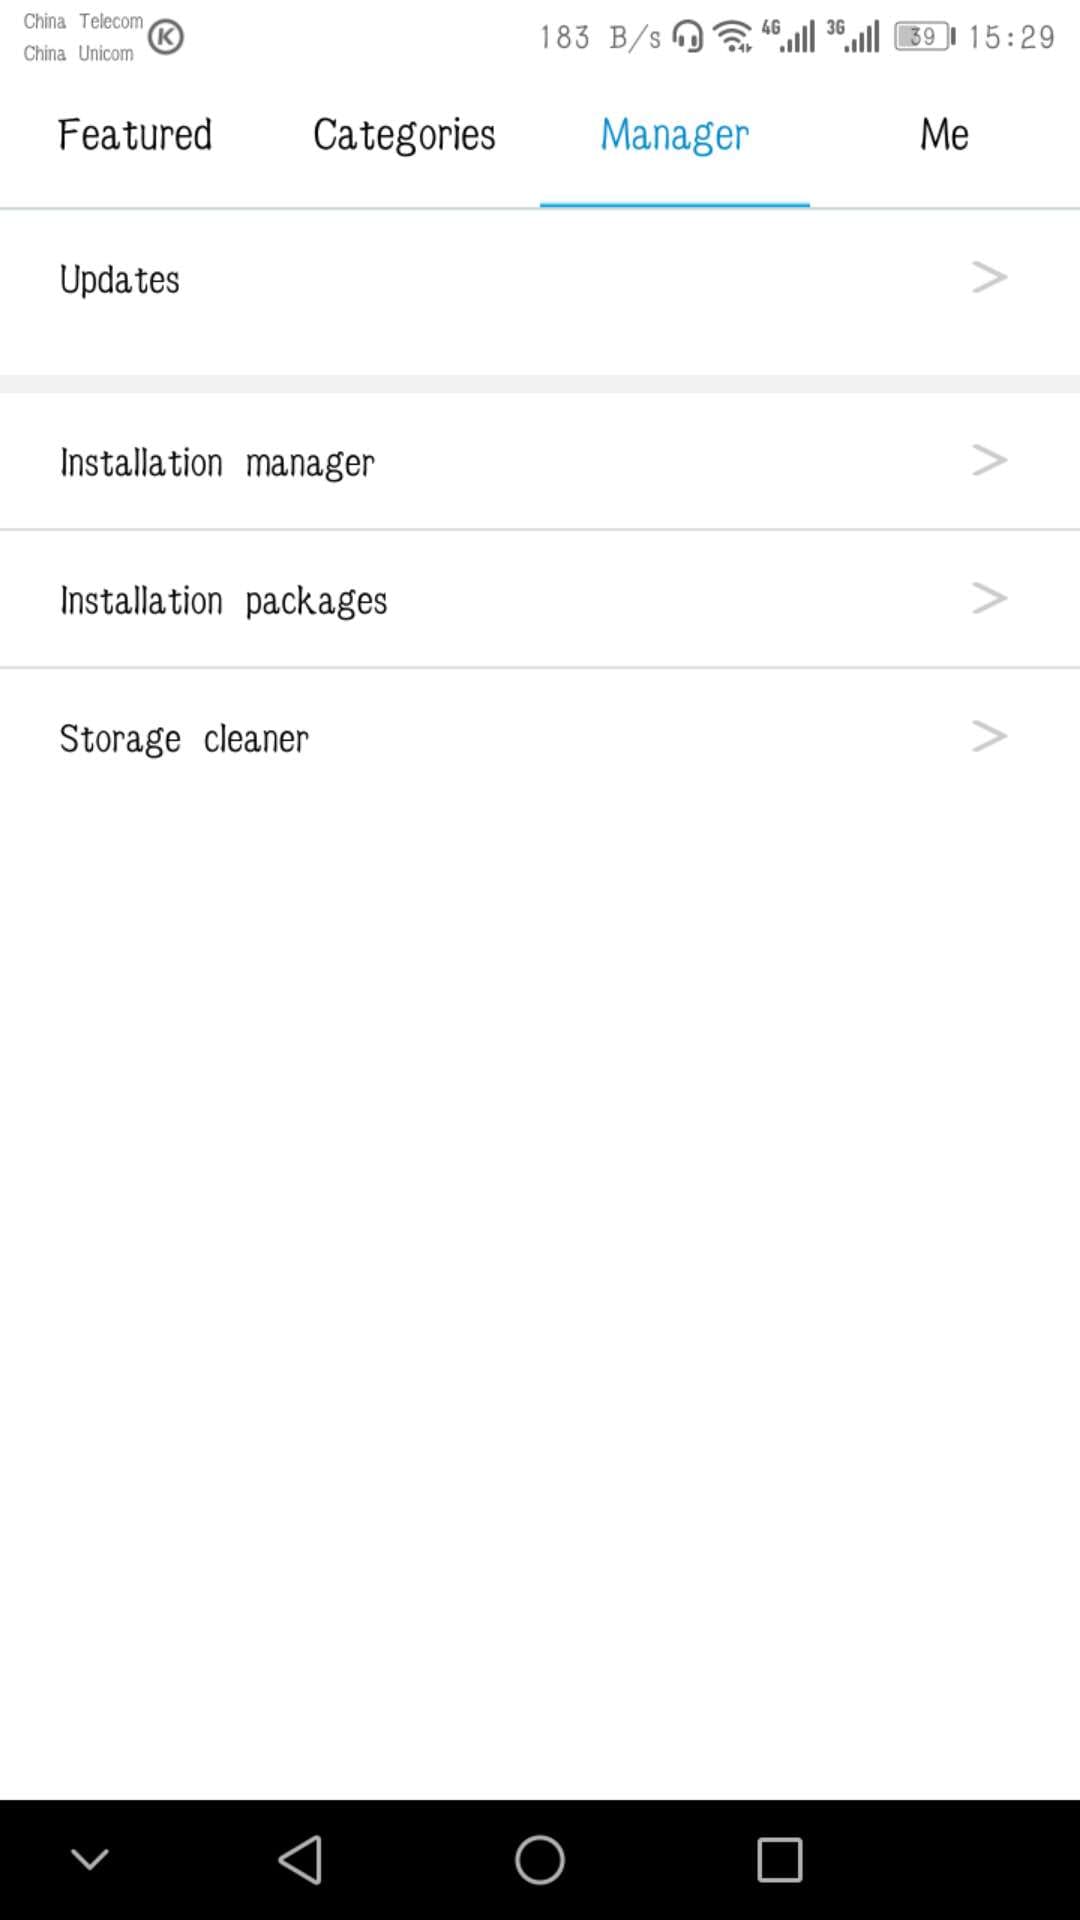 China Telecom
China Unicom
K
183 B/s 4G 3G 39 15:29
Featured Categories Manager Me
Updates
Installation manager
Installation packages
Storage cleaner